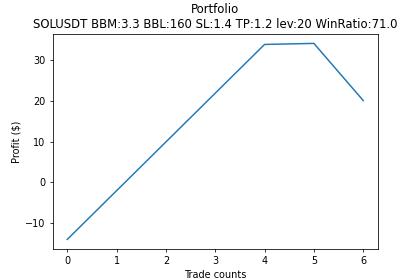 Portfolio
SOLUSDT BBM:3.3 BBL:160 SL:1.4 TP:1.2 lev:20 WinRatio:71.0
30
20
10
0
−10
Profit ($)
0 1 2 3 4 5 6
Trade counts